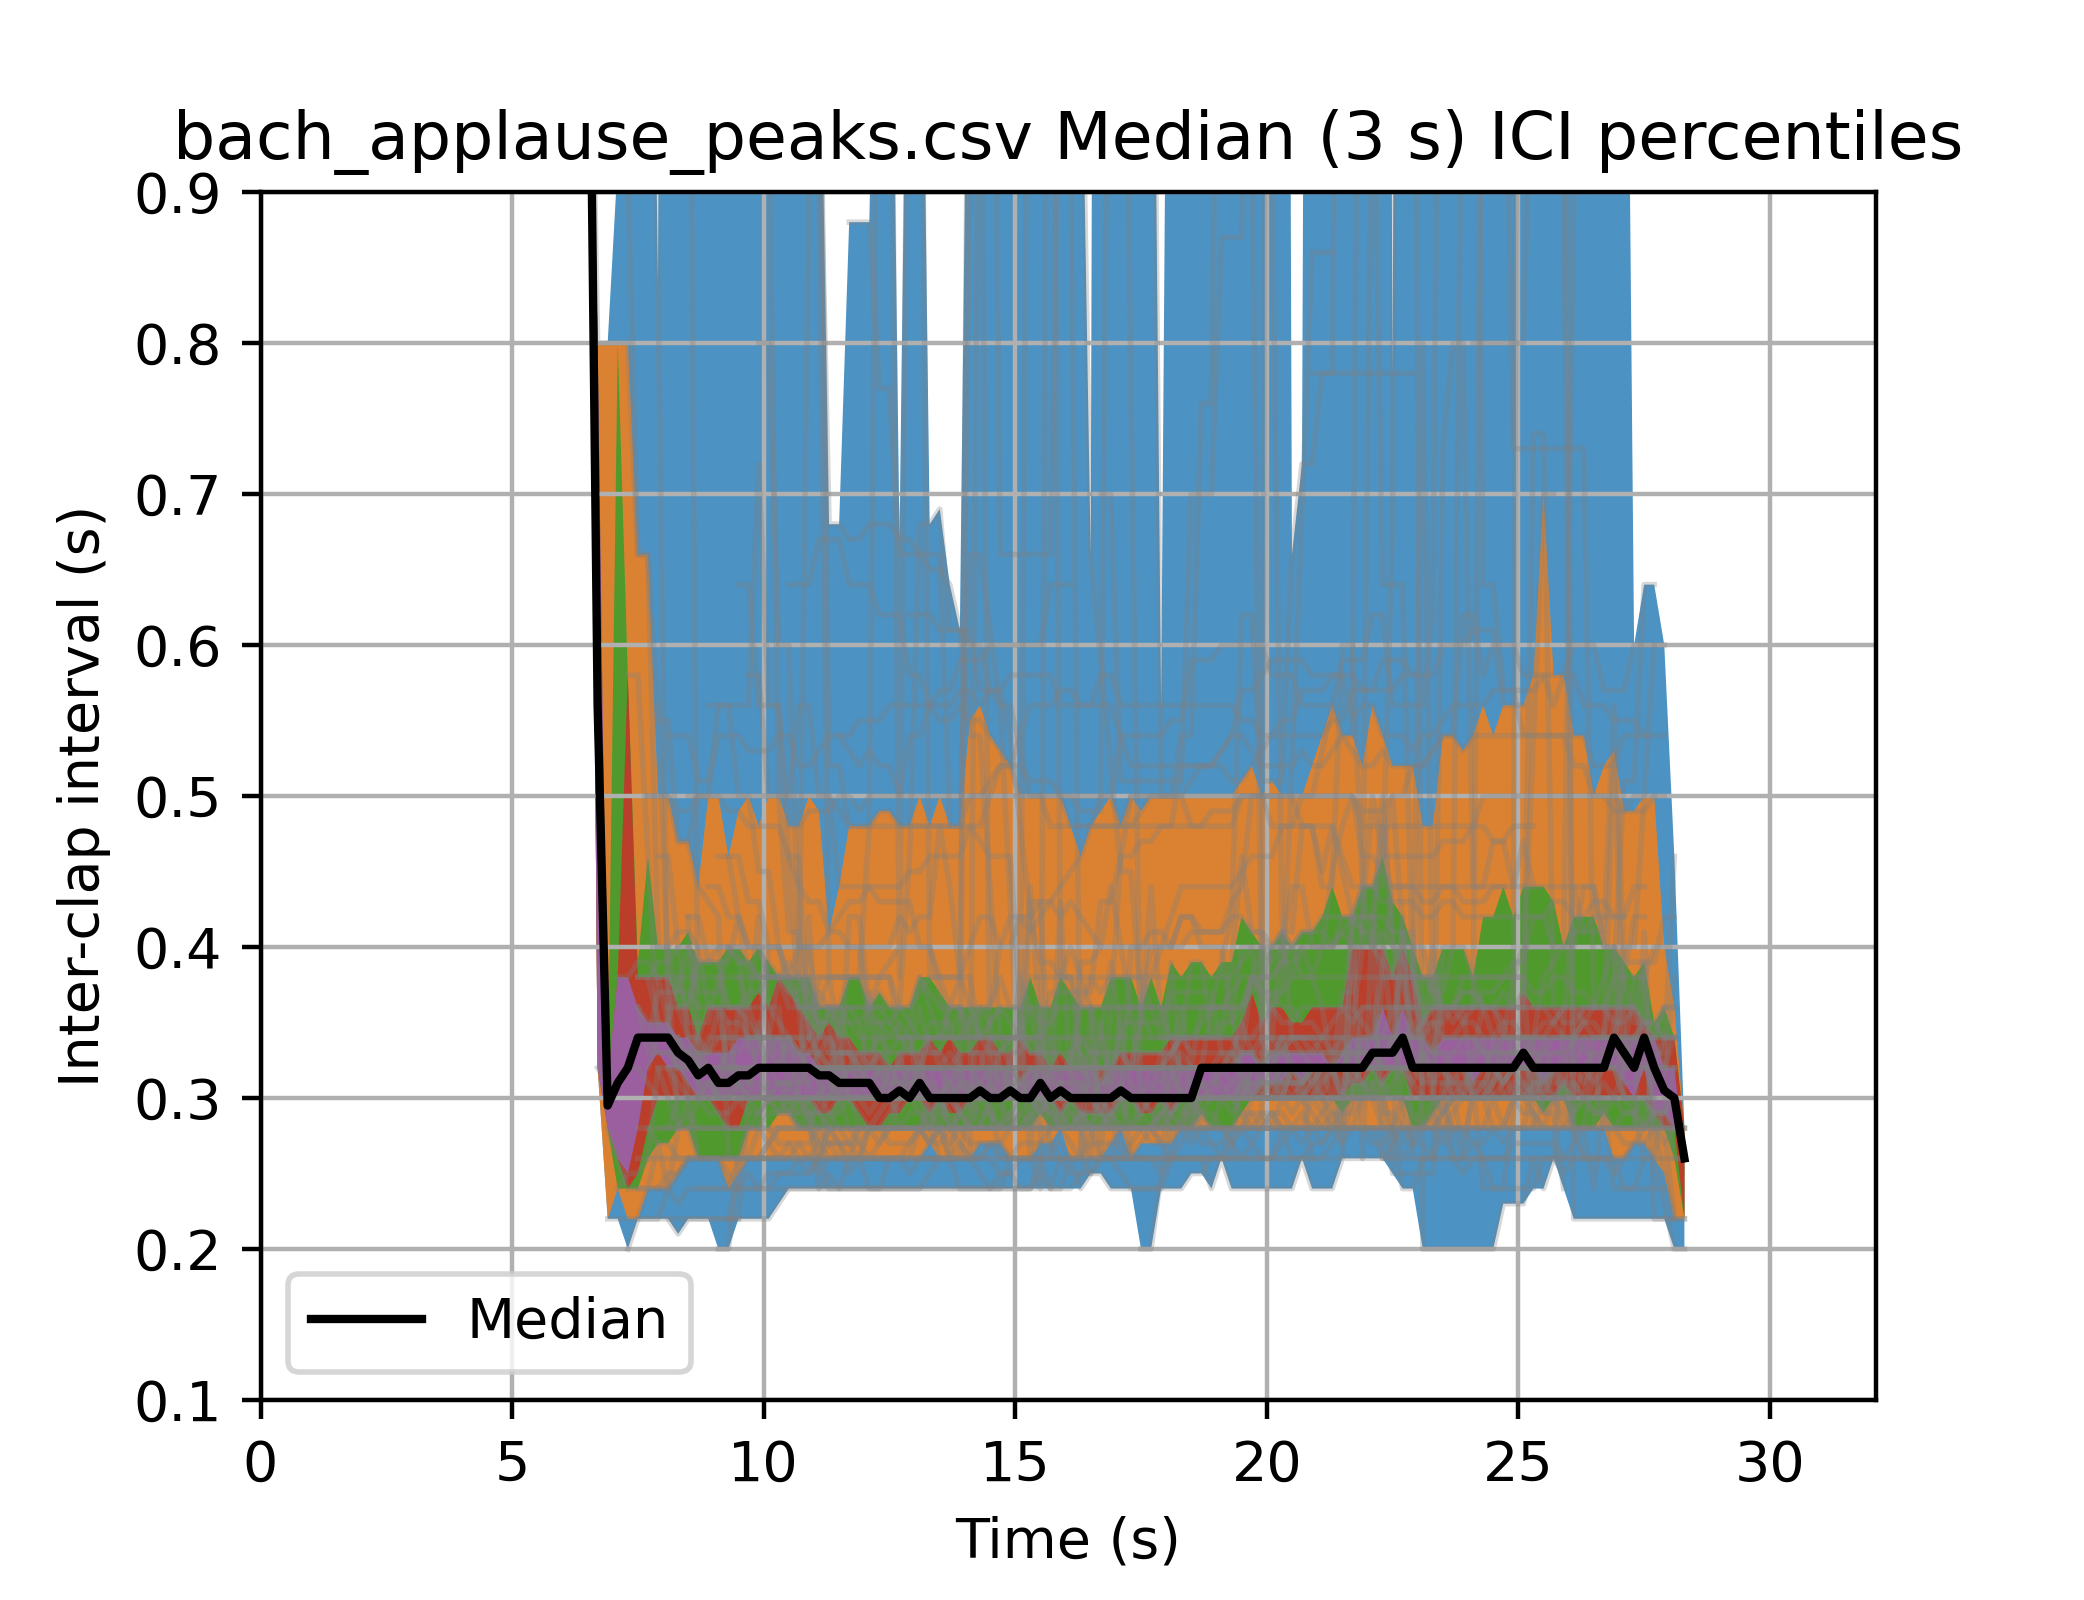 bach_applause_peaks.csv Median (3 s) ICI percentiles
Inter-clap interval (s)
0.9
0.8
0.7
0.6
0.5
0.4
0.3
0.2
0.1
Median
0 5 10 15 20 25 30
Time (s)